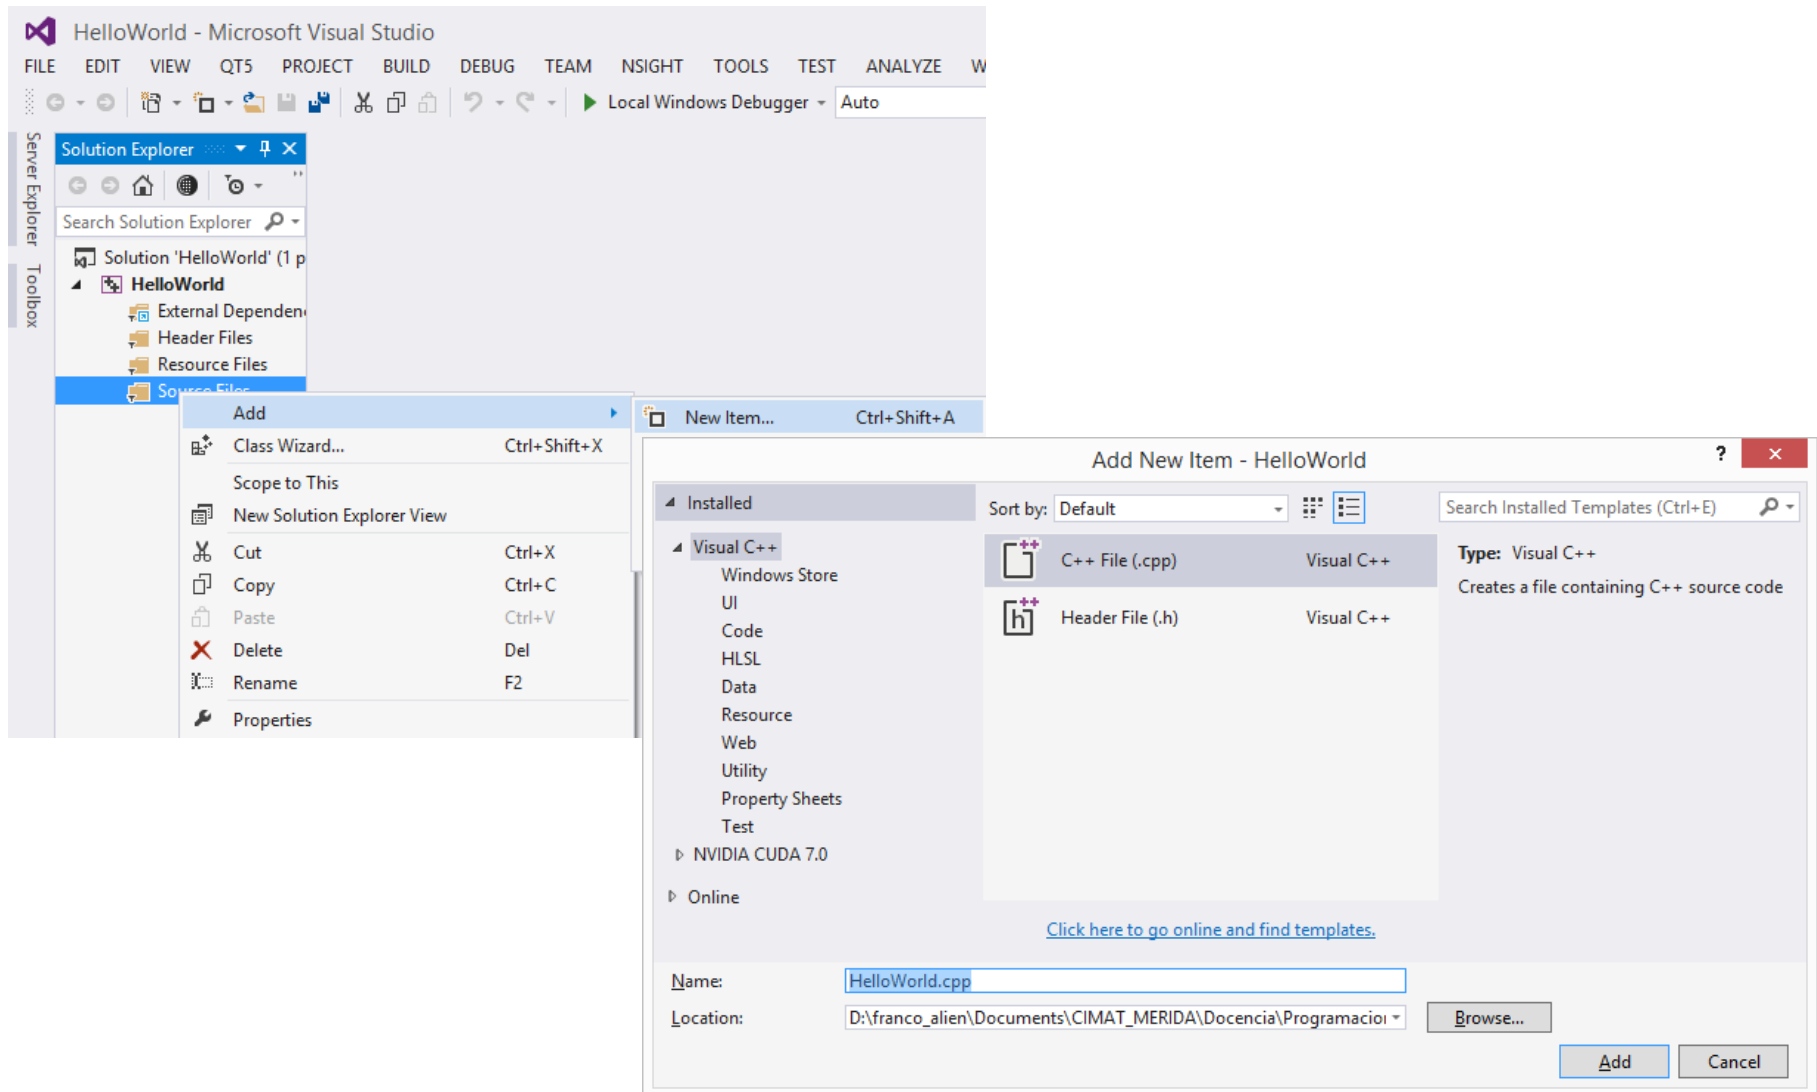 HelloWorld - Microsoft Visual Studio
FILE EDIT VIEW QT5 PROJECT BUILD DEBUG TEAM NSIGHT TOOLS TEST ANALYZE W
Local Windows Debugger Auto
Server Explorer
Toolbox
Solution Explorer
Search Solution Explorer
Solution 'HelloWorld' (1 p
HelloWorld
External Dependen
Header Files
Resource Files
Source Files
Add
Class Wizard... Ctrl+Shift+X
Scope to This
New Solution Explorer View
Cut Ctrl+X
Copy Ctrl+C
Paste Ctrl+V
Delete Del
Rename F2
Properties
New Item... Ctrl+Shift+A
Add New Item - HelloWorld
?
Installed
Sort by: Default
Search Installed Templates (Ctrl+E)
Visual C++
Windows Store
UI
Code
HLSL
Data
Resource
Web
Utility
Property Sheets
Test
NVIDIA CUDA 7.0
Online
C++ File (.cpp) Visual C++
Header File (.h) Visual C++
Type: Visual C++
Creates a file containing C++ source code
Click here to go online and find templates.
Name: HelloWorld.cpp
Location: D:\franco_alien\Documents\CIMAT_MERIDA\Docencia\Programacion
Browse...
Add Cancel